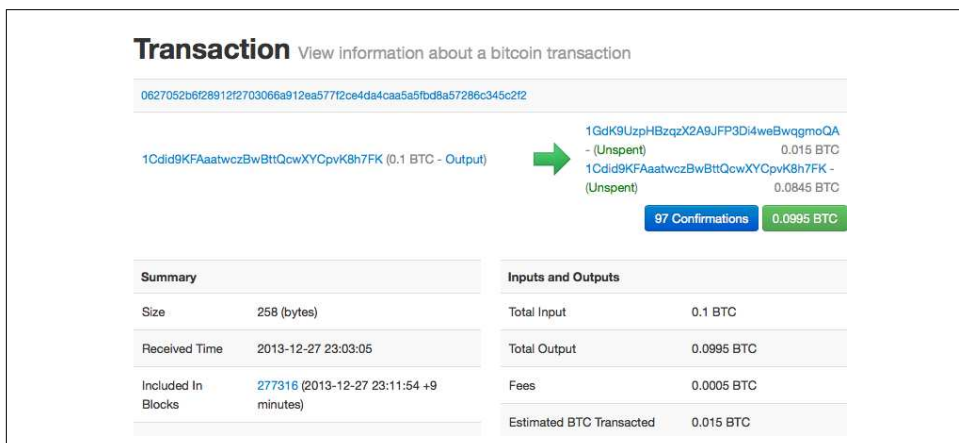 Transaction View information about a bitcoin transaction
0627052b6f28912f2703066a912ea577f2ce4da4caa5a5fbd8a57286c345c2f2
1Cdid9KFAaatwczBwBttQcwXYCpvK8h7FK (0.1 BTC - Output)
1GdK9UzpHBzqzX2A9JFP3Di4weBwqgmoQA
- (Unspent) 0.015 BTC
1Cdid9KFAaatwczBwBttQcwXYCpvK8h7FK -
(Unspent) 0.0845 BTC
97 Confirmations 0.0995 BTC
Summary
Size 258 (bytes)
Received Time 2013-12-27 23:03:05
Included In 277316 (2013-12-27 23:11:54 +9
Blocks minutes)
Inputs and Outputs
Total Input 0.1 BTC
Total Output 0.0995 BTC
Fees 0.0005 BTC
Estimated BTC Transacted 0.015 BTC